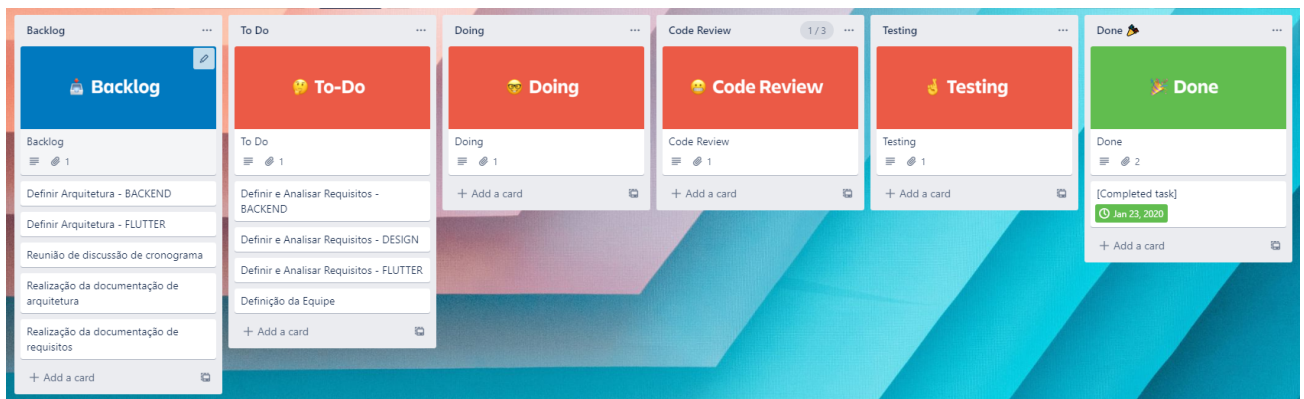 Backlog
Backlog
Backlog
1
Definir Arquitetura - BACKEND
Definir Arquitetura - FLUTTER
Reunião de discussão de cronograma
Realização da documentação de
arquitetura
Realização da documentação de
requisitos
+ Add a card
To Do
To-Do
To Do
1
Definir e Analisar Requisitos -
BACKEND
Definir e Analisar Requisitos - DESIGN
Definir e Analisar Requisitos - FLUTTER
Definição da Equipe
+ Add a card
Doing
Doing
Doing
1
+ Add a card
Code Review 1 / 3
Code Review
Code Review
1
+ Add a card
Testing
Testing
Testing
1
+ Add a card
Done
Done
Done
2
[Completed task]
Jan 23, 2020
+ Add a card